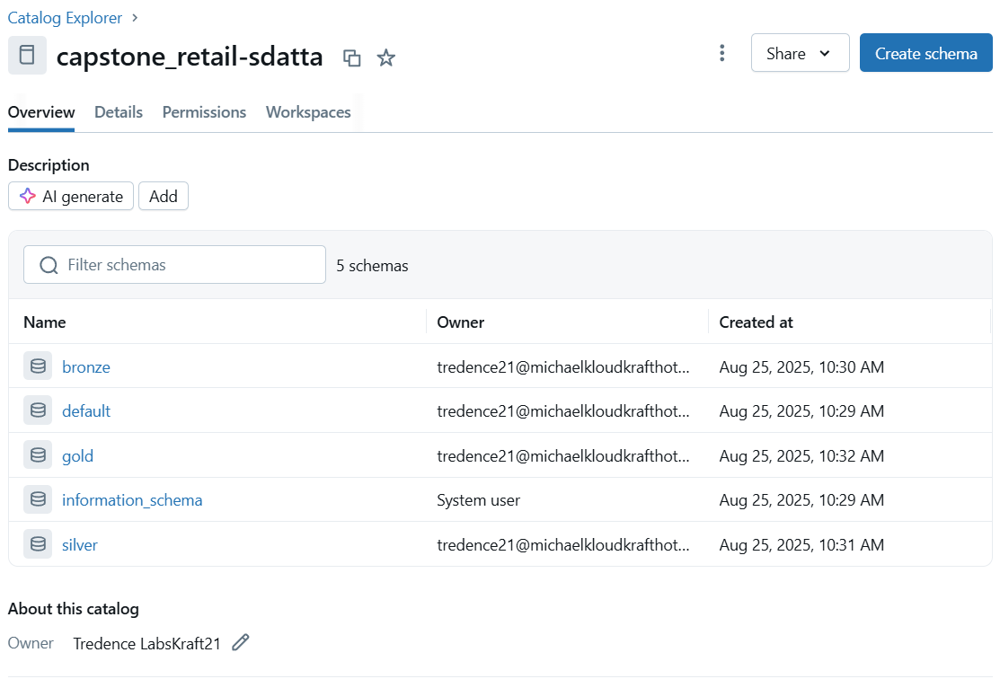 Catalog Explorer >
capstone_retail-sdatta
Share
Create schema
Overview Details Permissions Workspaces
Description
AI generate Add
Filter schemas 5 schemas
Name Owner Created at
bronze tredence21@michaelkloudkrafthot... Aug 25, 2025, 10:30 AM
default tredence21@michaelkloudkrafthot... Aug 25, 2025, 10:29 AM
gold tredence21@michaelkloudkrafthot... Aug 25, 2025, 10:32 AM
information_schema System user Aug 25, 2025, 10:29 AM
silver tredence21@michaelkloudkrafthot... Aug 25, 2025, 10:31 AM
About this catalog
Owner Tredence LabsKraft21